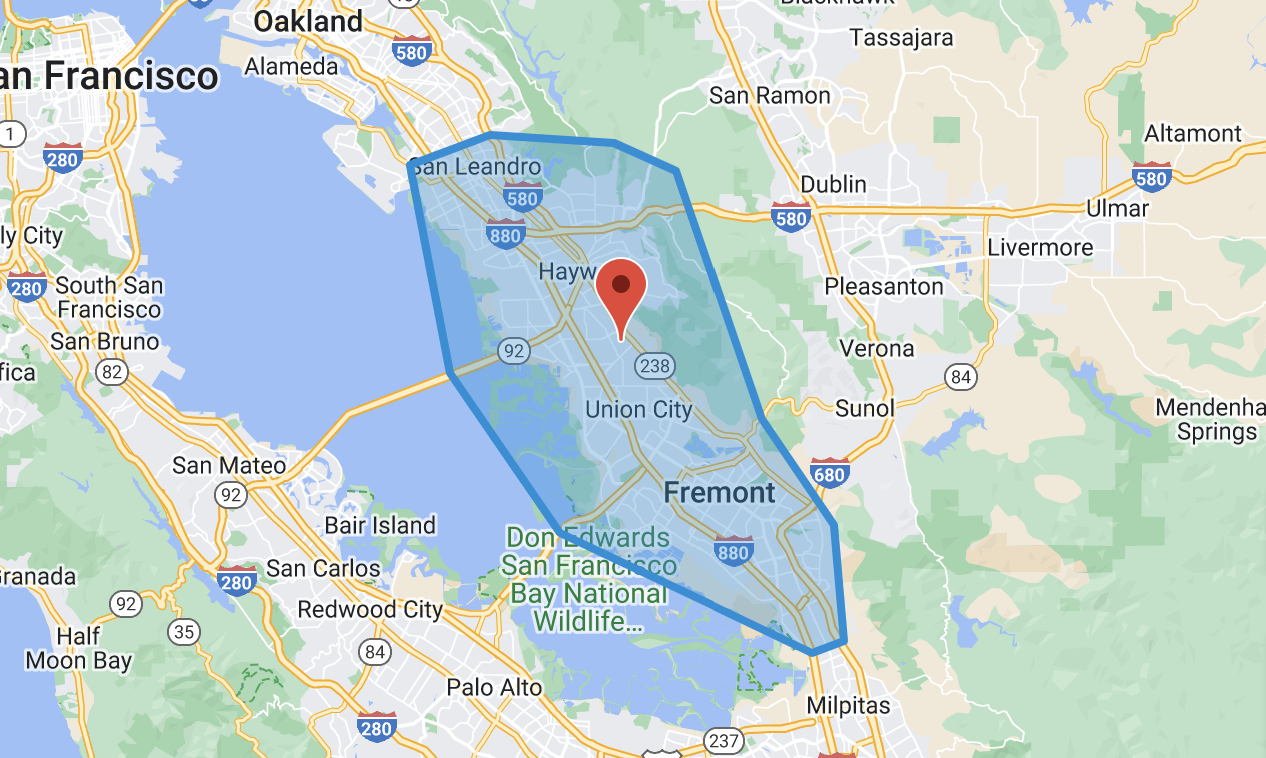 Blackhawk
Oakland
580
Tassajara
Alameda
an Francisco
San Ramon
1
280
Altamont
San Leandro
580
580
Dublin
580
Ulmar
880
ly City
Livermore
Hayw
280
South San
Francisco
Pleasanton
San Bruno
92
Verona
238
fica
82
84
Union City
Sunol
Mendenha
Springs
San Mateo
680
92
Fremont
Bair Island
Don Edwards
San Francisco
Bay National
Wildlife...
880
San Carlos
Granada
280
92
Redwood City
35
Half
Moon Bay
84
Palo Alto
Milpitas
280
237